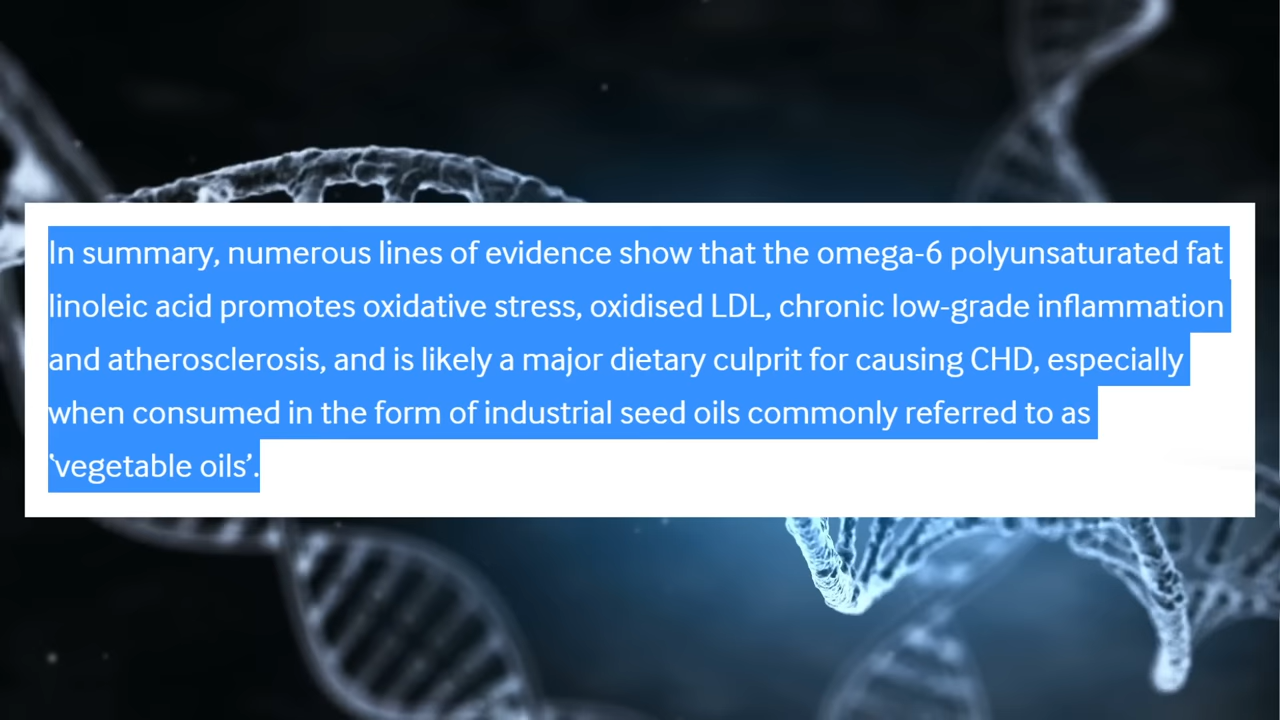 In summary, numerous lines of evidence show that the omega-6 polyunsaturated fat
linoleic acid promotes oxidative stress, oxidised LDL, chronic low-grade inflammation
and atherosclerosis, and is likely a major dietary culprit for causing CHD, especially
when consumed in the form of industrial seed oils commonly referred to as
‘vegetable oils’.